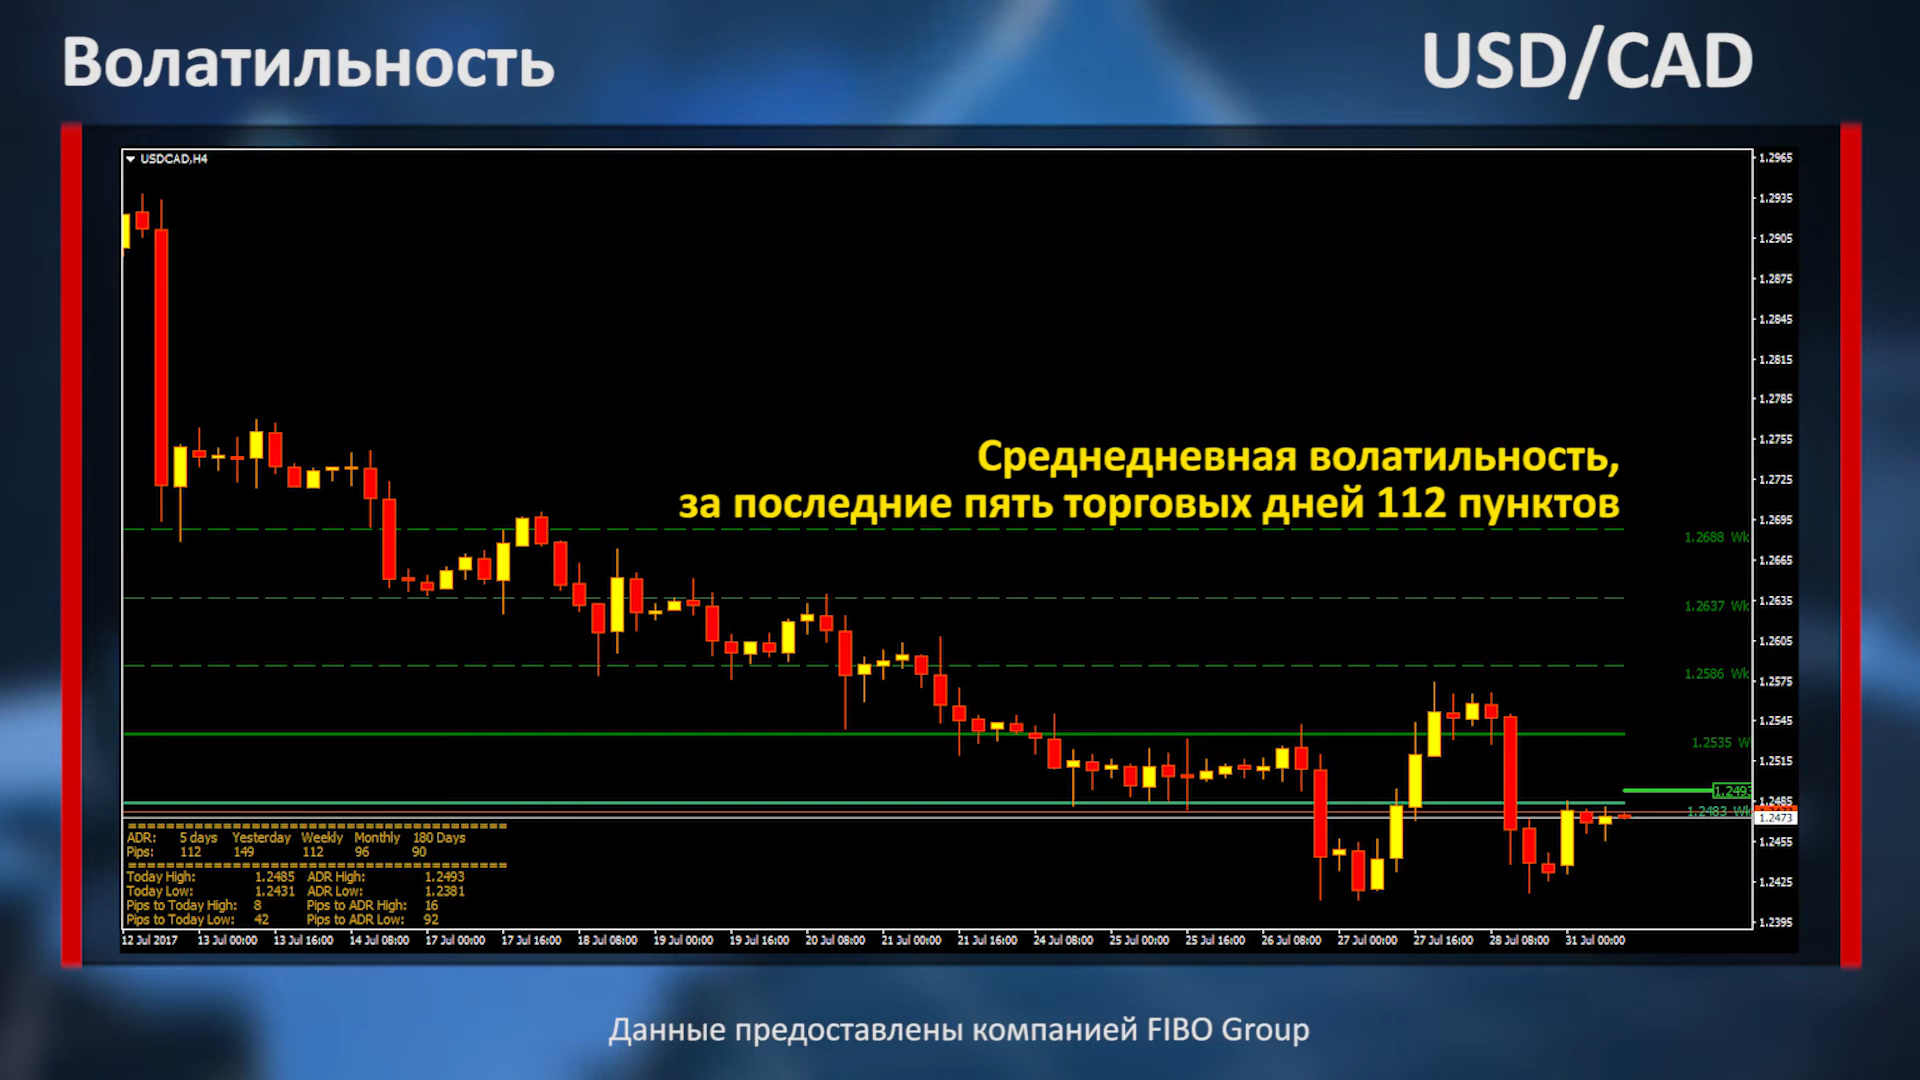 Волатильность
USD/CAD
USDCAD,H4
1.2965
1.2935
1.2905
1.2875
1.2845
1.2815
1.2785
1.2755
Среднедневная волатильность,
1.2725
за последние пять торговых дней 112 пунктов
1.2695
1.2688 Wk
1.2665
1.2637 Wk
1.2635
1.2605
1.2586 Wk
1.2575
1.2545
1.2535 W
1.2515
1.2493
1.2485
1.2483 Wk
1.2473
1.2455
1.2425
1.2395
======================================
ADR: 5 days Yesterday Weekly Monthly 180 Days
Pips: 112 149 112 96 90
======================================
Today High: 1.2485 ADR High: 1.2493
Today Low: 1.2431 ADR Low: 1.2381
Pips to Today High: 8 Pips to ADR High: 16
Pips to Today Low: 42 Pips to ADR Low: 92
12 Jul 2017 13 Jul 00:00 13 Jul 16:00 14 Jul 08:00 17 Jul 00:00 17 Jul 16:00 18 Jul 08:00 19 Jul 00:00 19 Jul 16:00 20 Jul 08:00 21 Jul 00:00 21 Jul 16:00 24 Jul 08:00 25 Jul 00:00 25 Jul 16:00 26 Jul 08:00 27 Jul 00:00 27 Jul 16:00 28 Jul 08:00 31 Jul 00:00
Данные предоставлены компанией FIBO Group